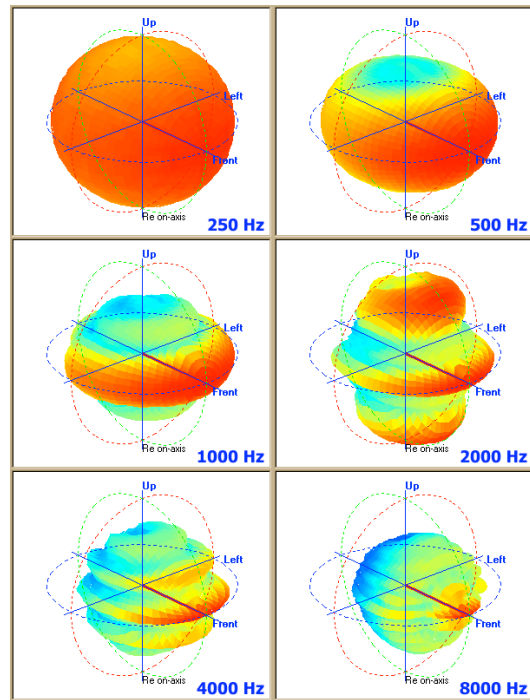 Up
Left
Front
Re on-axis
250 Hz
Up
Left
Front
Re on-axis
500 Hz
Up
Left
Front
Re on-axis
1000 Hz
Up
Left
Front
Re on-axis
2000 Hz
Up
Left
Front
Re on-axis
4000 Hz
Up
Left
Front
Re on-axis
8000 Hz